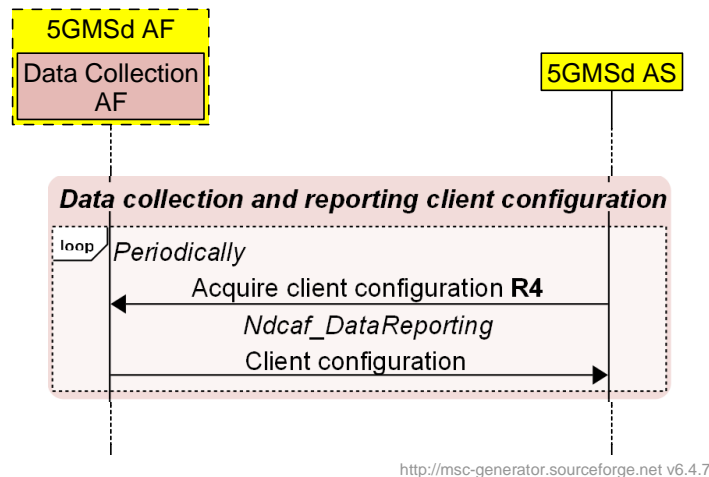 5GMSd AF
Data Collection
AF
5GMSd AS
Data collection and reporting client configuration
loop
Periodically
Acquire client configuration R4
Ndcaf_DataReporting
Client configuration
http://msc-generator.sourceforge.net v6.4.7